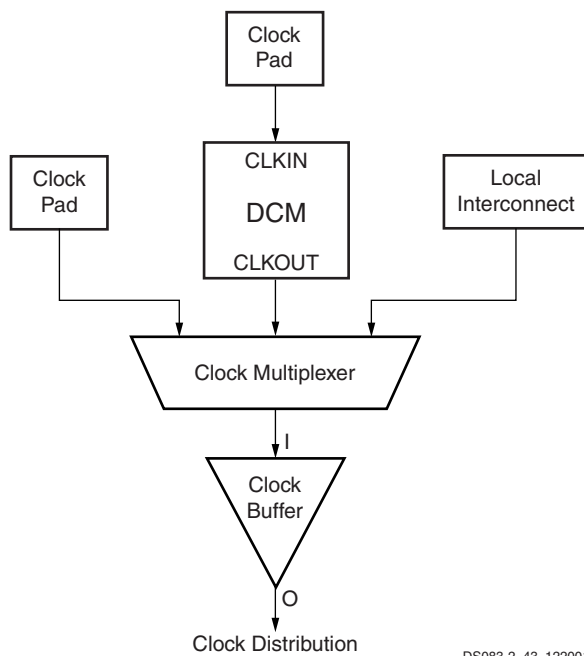 Clock
Pad
Clock
Pad
CLKIN
DCM
CLKOUT
Local
Interconnect
Clock Multiplexer
I
Clock
Buffer
O
Clock Distribution